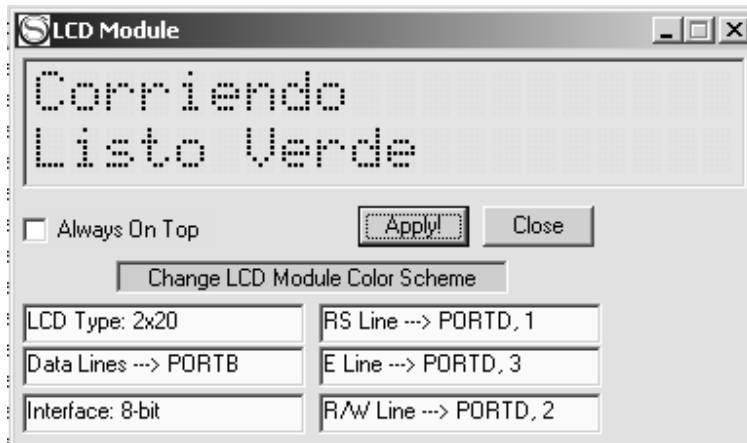 LCD Module
Corriendo
Listo Verde
Always On Top
Apply!
Close
Change LCD Module Color Scheme
LCD Type: 2x20
RS Line ---> PORTD, 1
Data Lines ---> PORTB
E Line ---> PORTD, 3
Interface: 8-bit
R/W Line ---> PORTD, 2